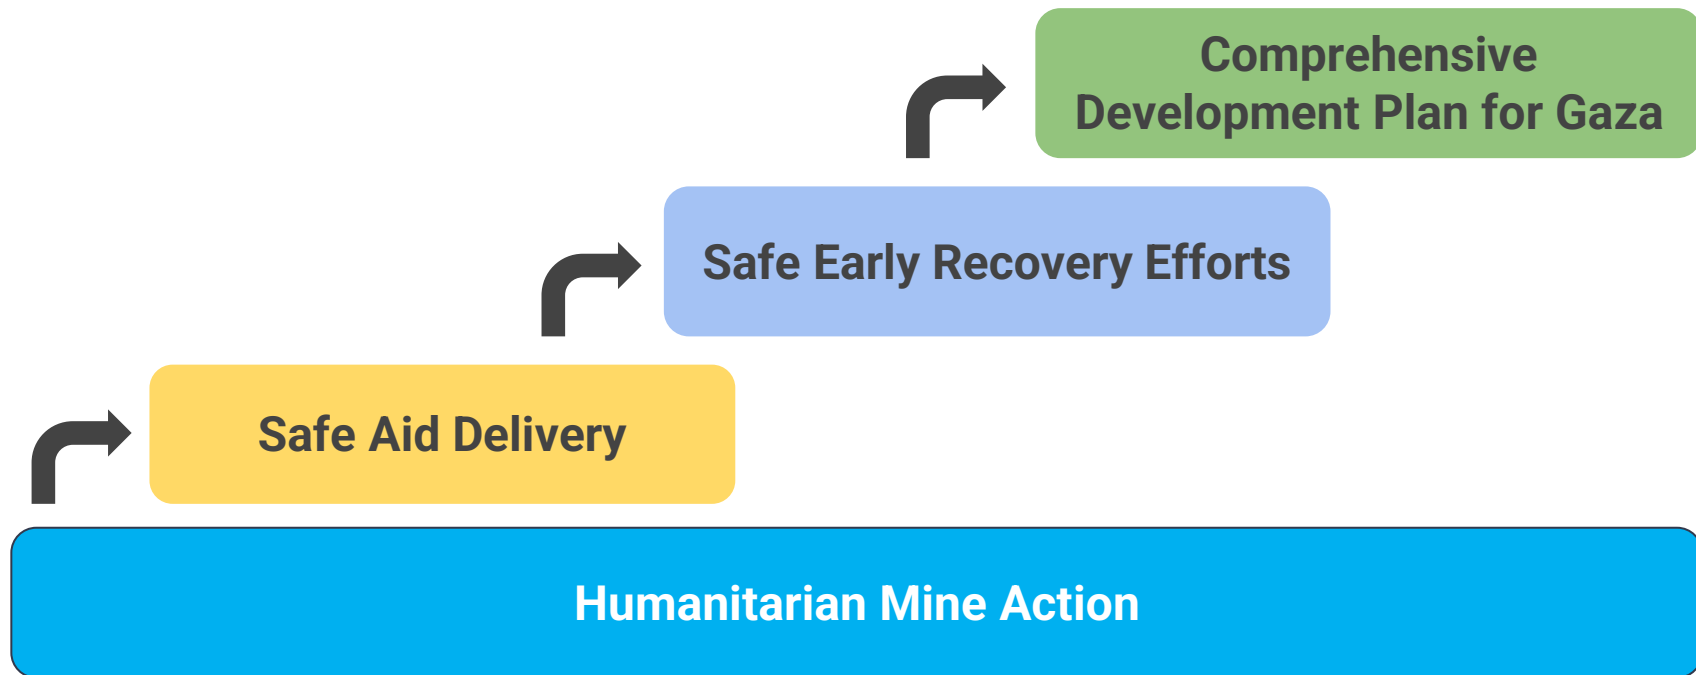 Comprehensive
Development Plan for Gaza
Safe Early Recovery Efforts
Safe Aid Delivery
Humanitarian Mine Action